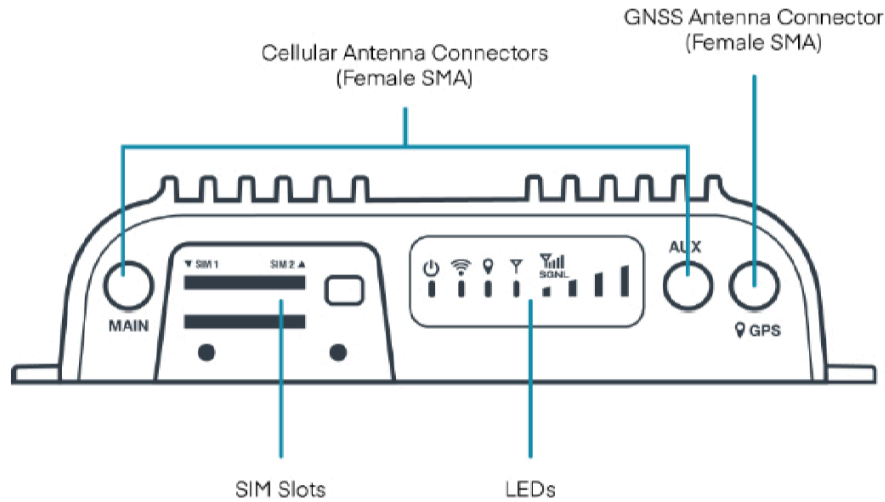 GNSS Antenna Connector
(Female SMA)
Cellular Antenna Connectors
(Female SMA)
▼ SIM 1 SIM 2 ▲
SGNL
AUX
MAIN
GPS
SIM Slots
LEDs